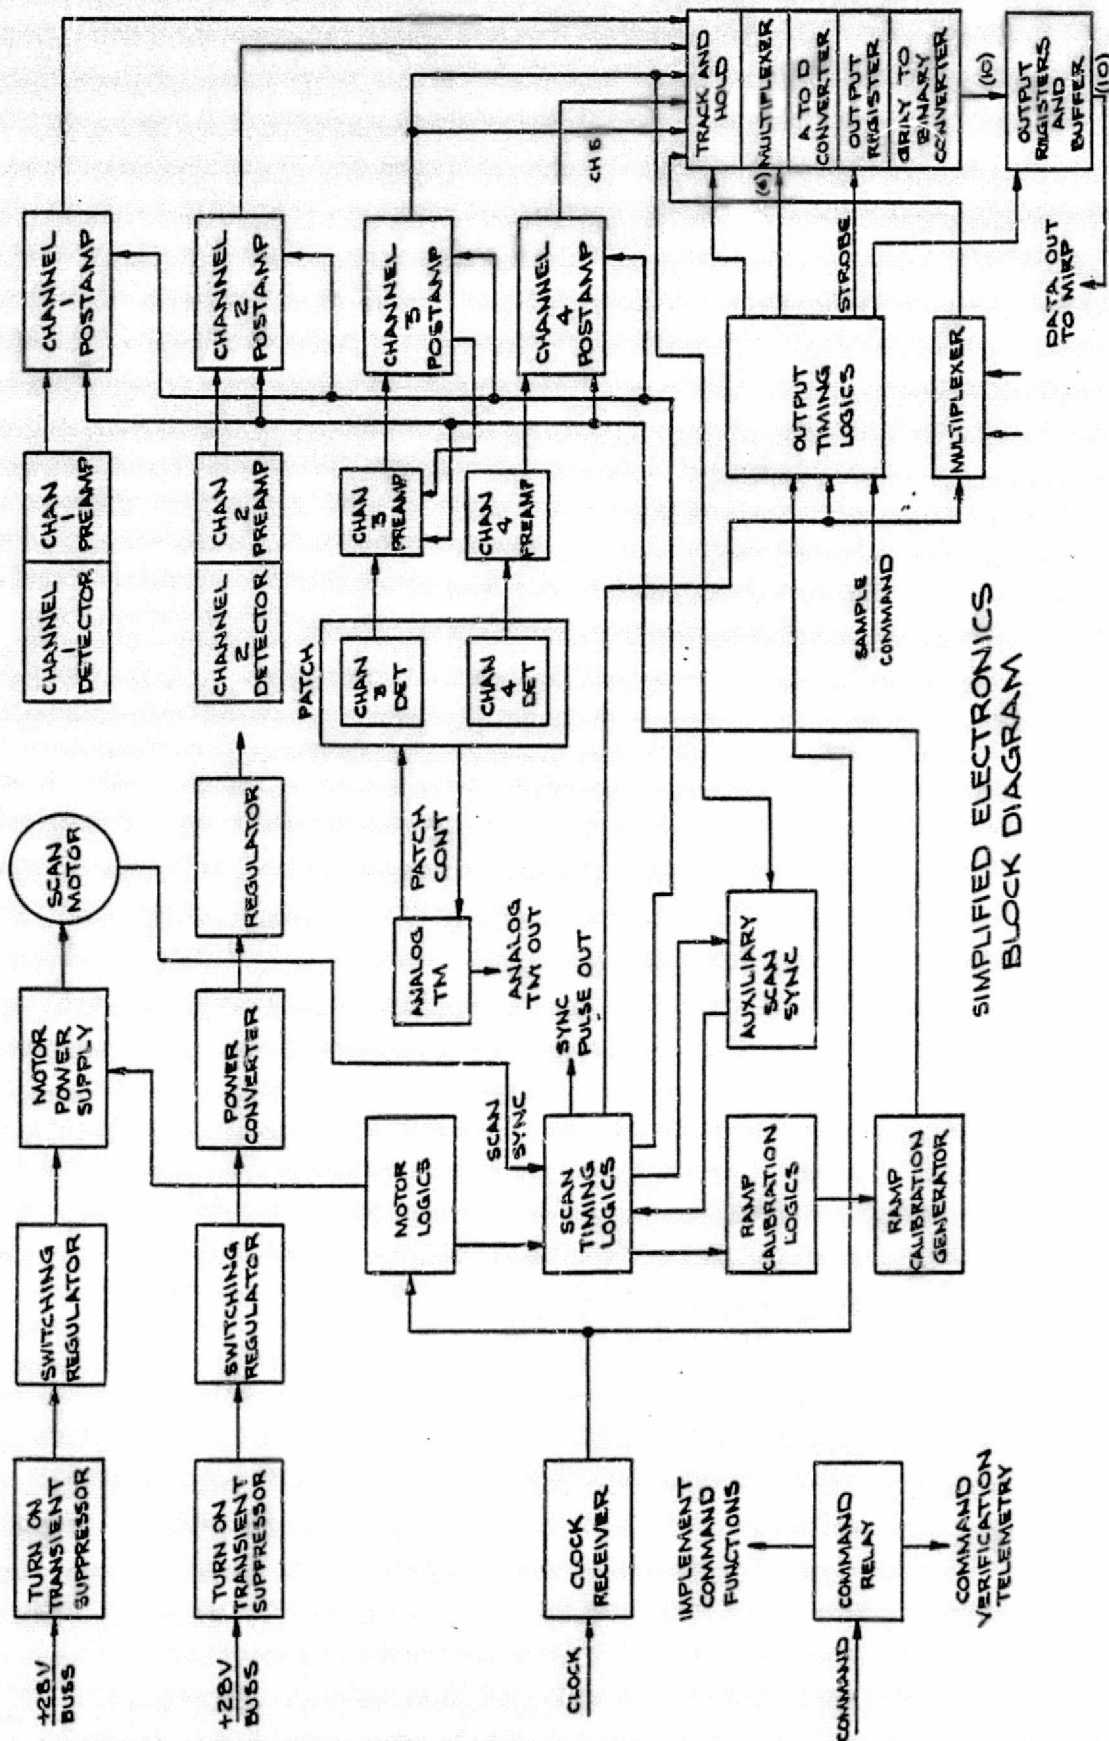 +28V
BUSS
TURN ON
TRANSIENT
SUPPRESSOR
SWITCHING
REGULATOR
MOTOR
POWER
SUPPLY
SCAN
MOTOR
CHANNEL
1
DETECTOR
CHAN
1
PREAMP
CHANNEL
1
POSTAMP
+28V
BUSS
TURN ON
TRANSIENT
SUPPRESSOR
SWITCHING
REGULATOR
POWER
CONVERTER
REGULATOR
CHANNEL
2
DETECTOR
CHAN
2
PREAMP
CHANNEL
2
POSTAMP
PATCH
CHAN
3
DET
CHAN
3
PREAMP
CHANNEL
3
POSTAMP
CHAN
4
DET
CHAN
4
PREAMP
CHANNEL
4
POSTAMP
PATCH
CONT
ANALOG
TM
ANALOG
TM OUT
MOTOR
LOGICS
SCAN
SYNC
SYNC
PULSE OUT
SCAN
TIMING
LOGICS
AUXILIARY
SCAN
SYNC
RAMP
CALIBRATION
LOGICS
RAMP
CALIBRATION
GENERATOR
CLOCK
CLOCK
RECEIVER
IMPLEMENT
COMMAND
FUNCTIONS
COMMAND
COMMAND
RELAY
COMMAND
VERIFICATION
TELEMETRY
CH 5
TRACK AND
HOLD
(6)
MULTIPLEXER
A TO D
CONVERTER
OUTPUT
REGISTER
GRAY TO
BINARY
CONVERTER
(10)
OUTPUT
REGISTERS
AND
BUFFER
(10)
STROBE
OUTPUT
TIMING
LOGICS
SAMPLE
COMMAND
MULTIPLEXER
DATA OUT
TO MIRP
SIMPLIFIED ELECTRONICS
BLOCK DIAGRAM